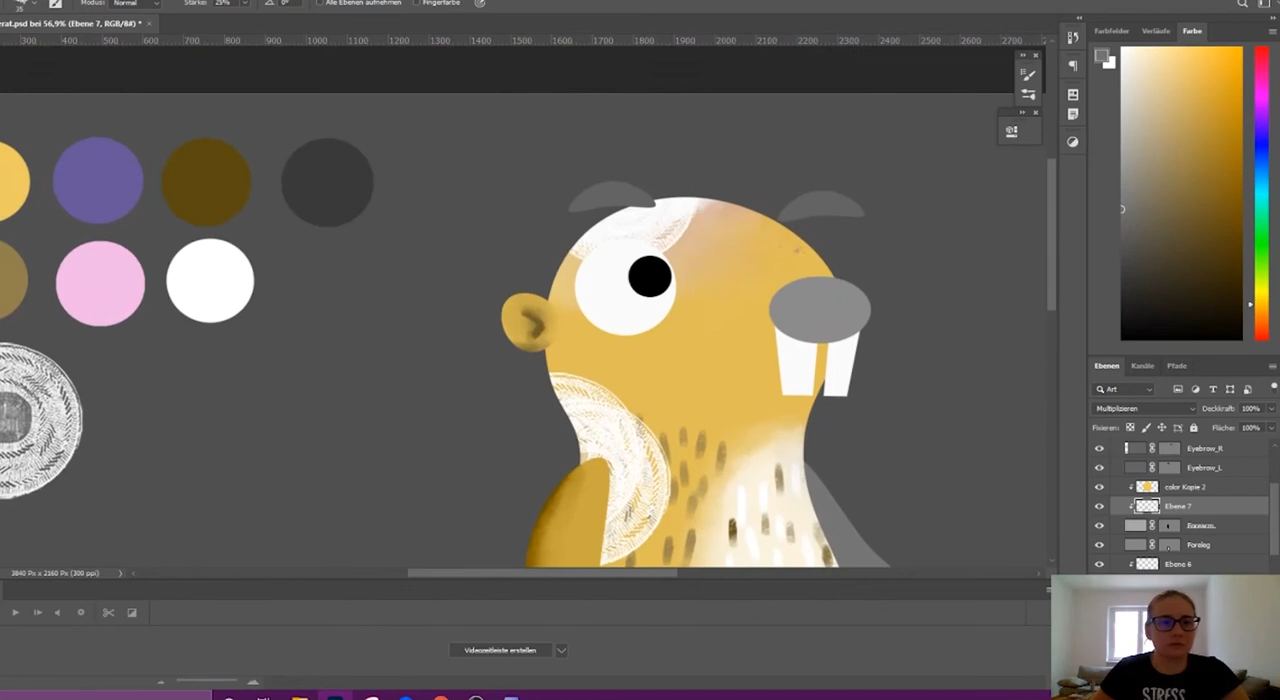 35 Modus: Normal Stärke: 25% 0° Alle Ebenen aufnehmen Fingerfarbe
erat.psd bei 56,9% (Ebene 7, RGB/8#) * ×
300 400 500 600 700 800 900 1000 1100 1200 1300 1400 1500 1600 1700 1800 1900 2000 2100 2200 2300 2400 2500 2600 2700
Farbfelder Verläufe Farbe
Ebenen Kanäle Pfade
Art
Multiplizieren Deckkraft: 100%
Fixieren: Fläche: 100%
Eyebrow_R
Eyebrow_L
color Kopie 2
Ebene 7
Foreleg
Ebene 6
3840 Px x 2160 Px (300 ppi)
Videozeitleiste erstellen
STRESS